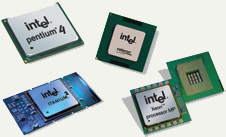 intel
pentium 4
intel
intel
ITANIUM 2
intel
Xeon
processor MP